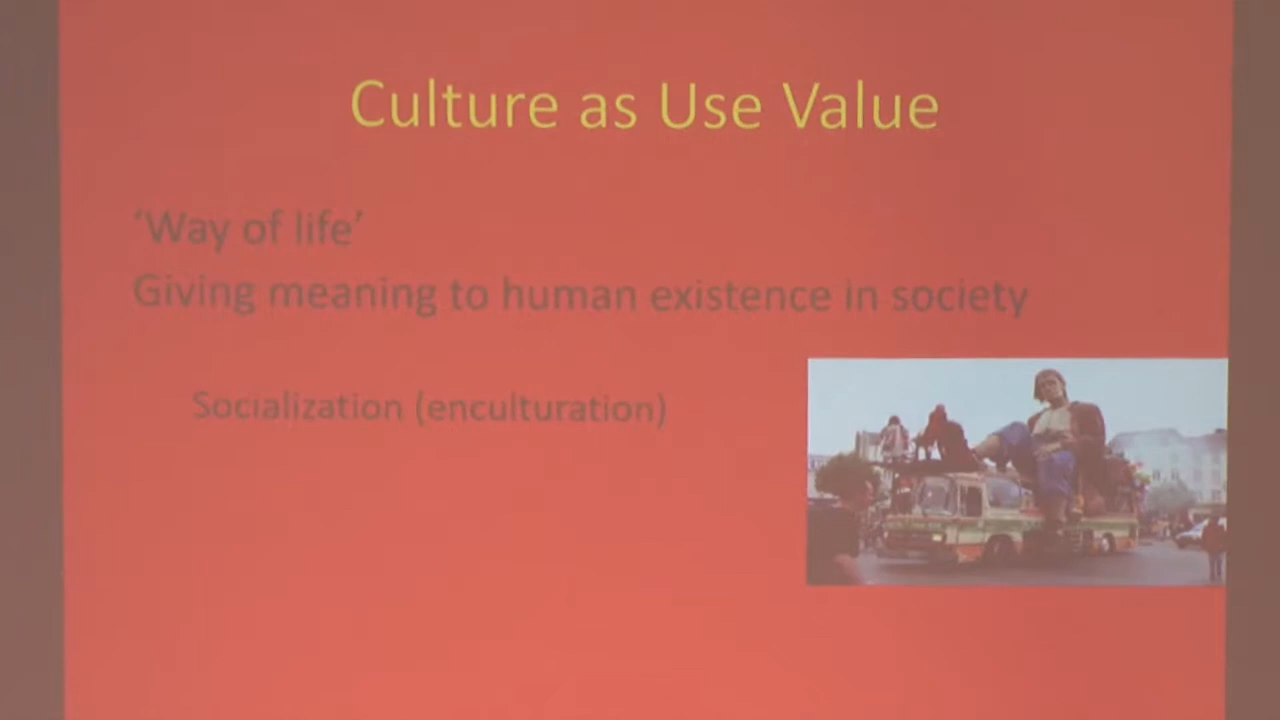 Culture as Use Value
‘Way of life’
Giving meaning to human existence in society
Socialization (enculturation)